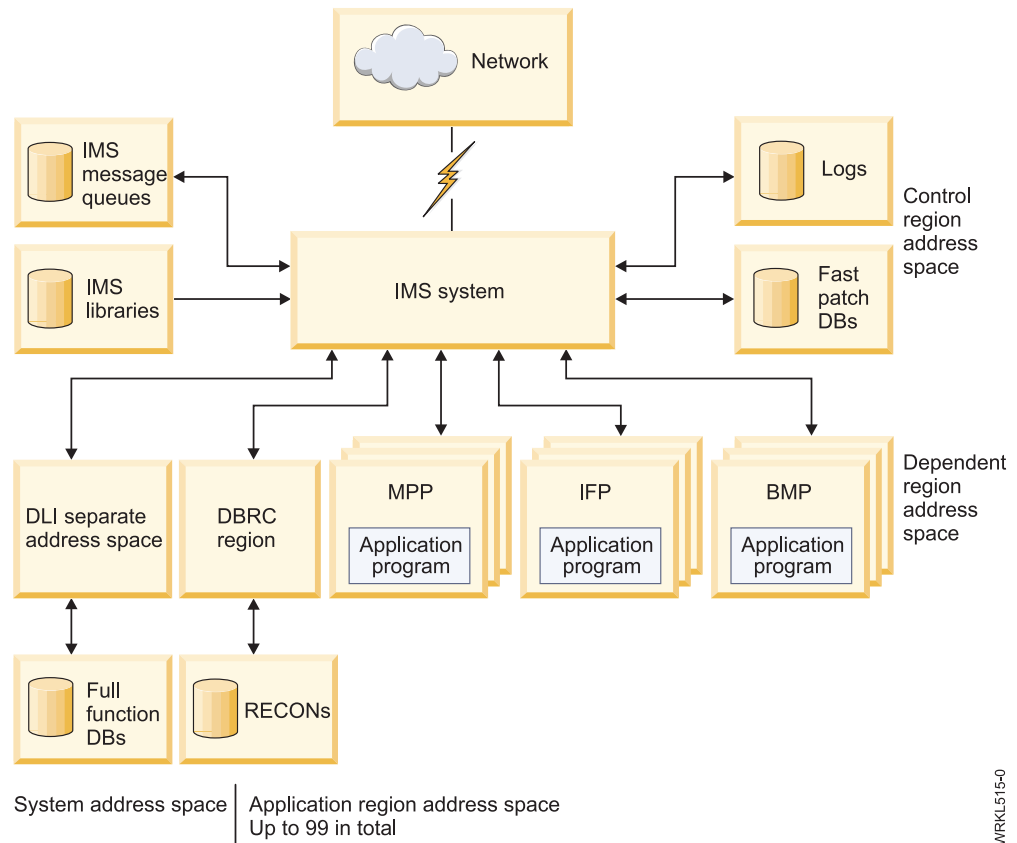 Network
IMS
message
queues
Logs
Control
region
address
space
IMS
libraries
IMS system
Fast
patch
DBs
DLI separate
address space
DBRC
region
MPP
Application
program
IFP
Application
program
BMP
Application
program
Dependent
region
address
space
Full
function
DBs
RECONs
System address space
Application region address space
Up to 99 in total
WRKL515-0